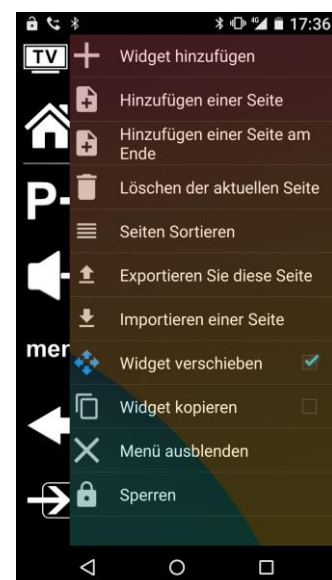 17:36
TV
Widget hinzufügen
Hinzufügen einer Seite
Hinzufügen einer Seite am
Ende
P-
Löschen der aktuellen Seite
Seiten Sortieren
Exportieren Sie diese Seite
Importieren einer Seite
mer
Widget verschieben
Widget kopieren
Menü ausblenden
Sperren